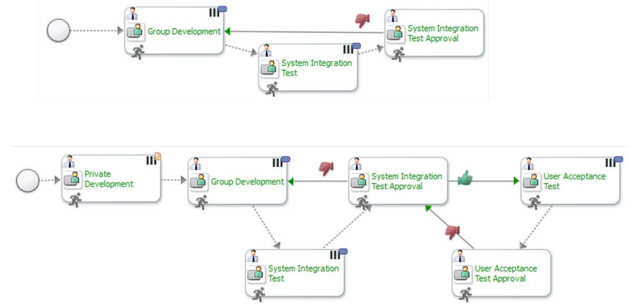 Group Development
System Integration
Test Approval
System Integration
Test
Private
Development
Group Development
System Integration
Test Approval
User Acceptance
Test
System Integration
Test
User Acceptance
Test Approval